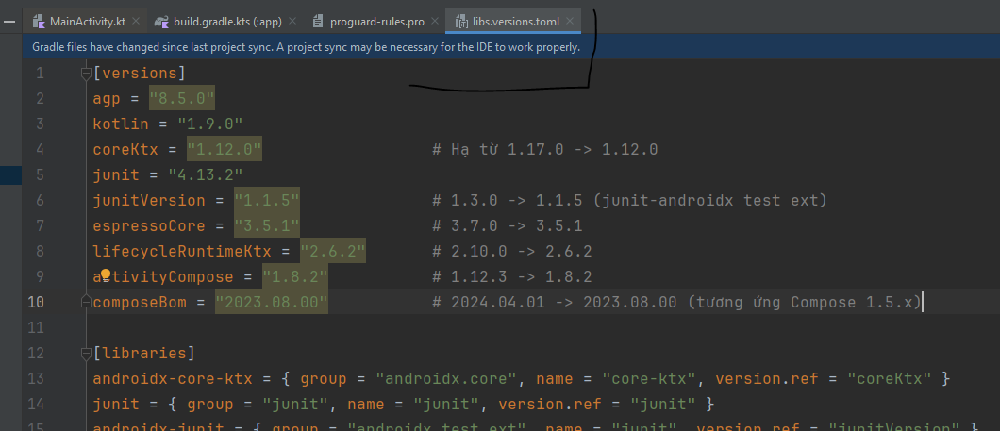 MainActivity.kt
build.gradle.kts (:app)
proguard-rules.pro
libs.versions.toml
Gradle files have changed since last project sync. A project sync may be necessary for the IDE to work properly.
1 [versions]
2 agp = "8.5.0"
3 kotlin = "1.9.0"
4 coreKtx = "1.12.0" # Hạ từ 1.17.0 -> 1.12.0
5 junit = "4.13.2"
6 junitVersion = "1.1.5" # 1.3.0 -> 1.1.5 (junit-androidx test ext)
7 espressoCore = "3.5.1" # 3.7.0 -> 3.5.1
8 lifecycleRuntimeKtx = "2.6.2" # 2.10.0 -> 2.6.2
9 activityCompose = "1.8.2" # 1.12.3 -> 1.8.2
10 composeBom = "2023.08.00" # 2024.04.01 -> 2023.08.00 (tương ứng Compose 1.5.x)
11
12 [libraries]
13 androidx-core-ktx = { group = "androidx.core", name = "core-ktx", version.ref = "coreKtx" }
14 junit = { group = "junit", name = "junit", version.ref = "junit" }
15 androidx-junit = { group = "androidx.test.ext", name = "junit", version.ref = "junitVersion" }